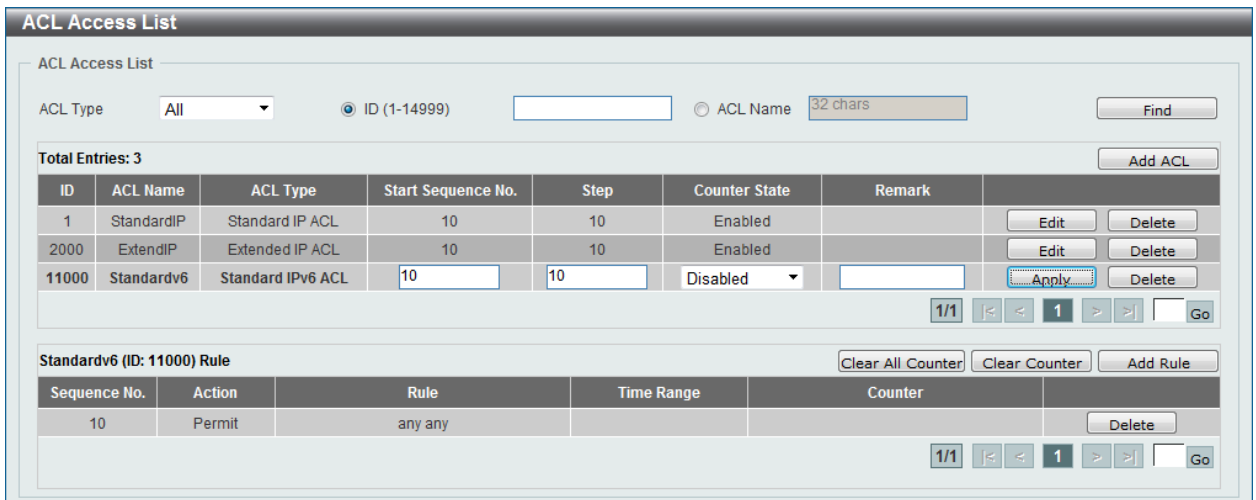 ACL Access List
ACL Access List
ACL Type All ID (1-14999) ACL Name 32 chars Find
Total Entries: 3 Add ACL
ID ACL Name ACL Type Start Sequence No. Step Counter State Remark
1 StandardIP Standard IP ACL 10 10 Enabled Edit Delete
2000 ExtendIP Extended IP ACL 10 10 Enabled Edit Delete
11000 Standardv6 Standard IPv6 ACL 10 10 Disabled Apply Delete
1/1 |< < 1 > >| Go
Standardv6 (ID: 11000) Rule Clear All Counter Clear Counter Add Rule
Sequence No. Action Rule Time Range Counter
10 Permit any any Delete
1/1 |< < 1 > >| Go